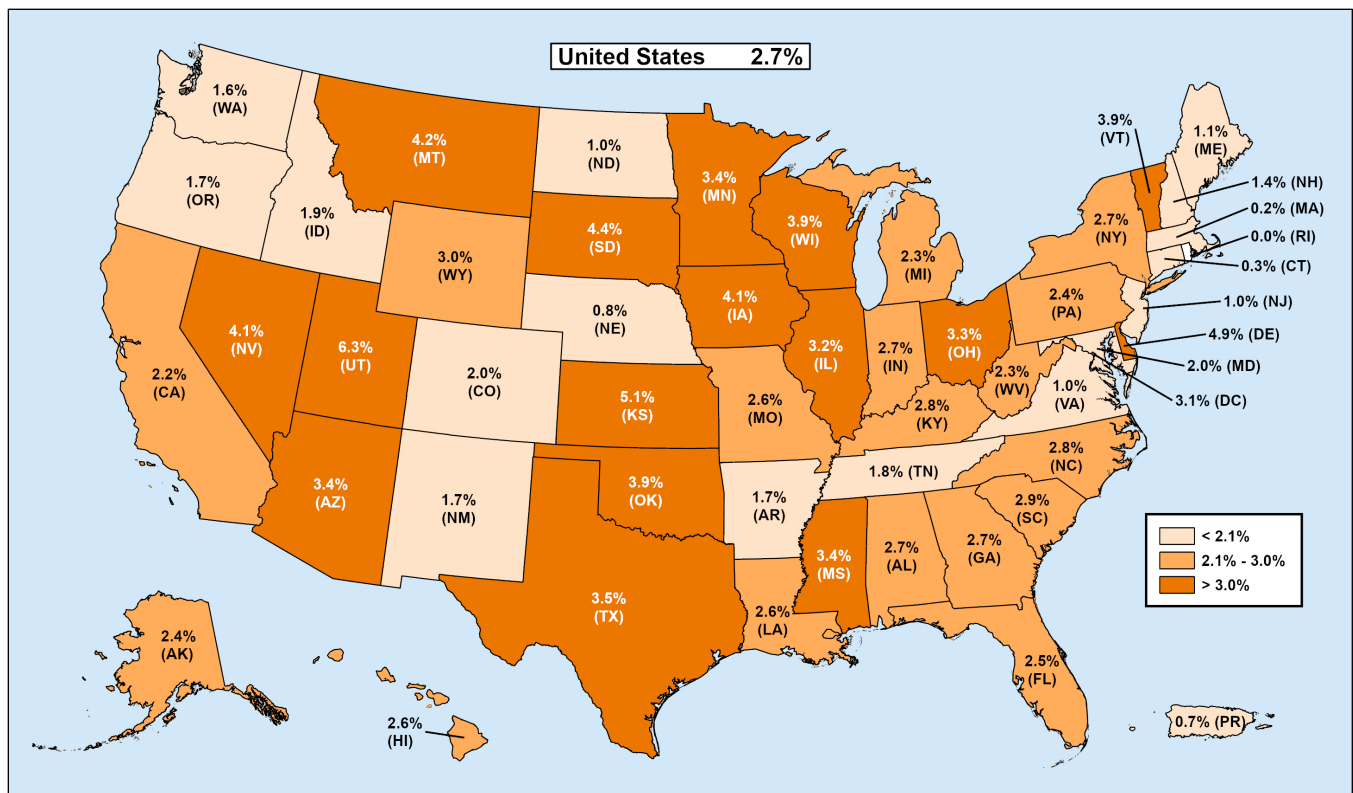 United States 2.7%
1.6%
(WA)
4.2%
(MT)
1.0%
(ND)
3.4%
(MN)
3.9%
(VT)
1.1%
(ME)
1.7%
(OR)
1.9%
(ID)
3.0%
(WY)
4.4%
(SD)
3.9%
(WI)
2.3%
(MI)
2.7%
(NY)
1.4% (NH)
0.2% (MA)
0.0% (RI)
0.3% (CT)
1.0% (NJ)
4.9% (DE)
2.0% (MD)
3.1% (DC)
2.2%
(CA)
4.1%
(NV)
6.3%
(UT)
2.0%
(CO)
0.8%
(NE)
4.1%
(IA)
3.2%
(IL)
2.7%
(IN)
3.3%
(OH)
2.4%
(PA)
2.3%
(WV)
1.0%
(VA)
5.1%
(KS)
2.6%
(MO)
2.8%
(KY)
2.8%
(NC)
3.4%
(AZ)
1.7%
(NM)
3.9%
(OK)
1.7%
(AR)
1.8% (TN)
2.9%
(SC)
3.5%
(TX)
2.6%
(LA)
3.4%
(MS)
2.7%
(AL)
2.7%
(GA)
2.5%
(FL)
< 2.1%
2.1% - 3.0%
> 3.0%
2.4%
(AK)
2.6%
(HI)
0.7% (PR)